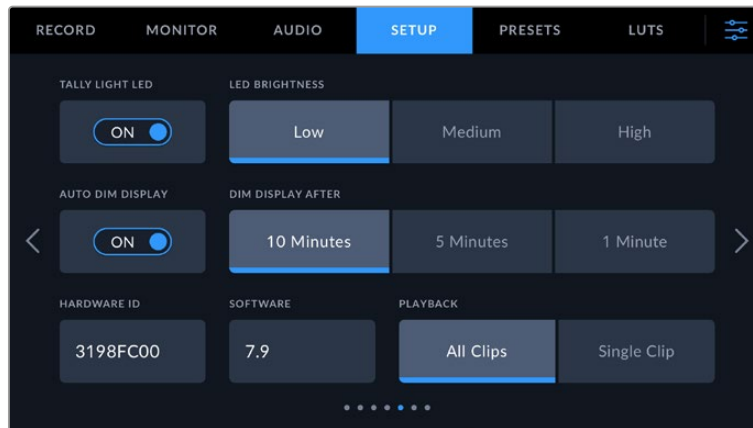 RECORD MONITOR AUDIO SETUP PRESETS LUTS
TALLY LIGHT LED LED BRIGHTNESS
ON Low Medium High
AUTO DIM DISPLAY DIM DISPLAY AFTER
ON 10 Minutes 5 Minutes 1 Minute
HARDWARE ID SOFTWARE PLAYBACK
3198FC00 7.9 All Clips Single Clip